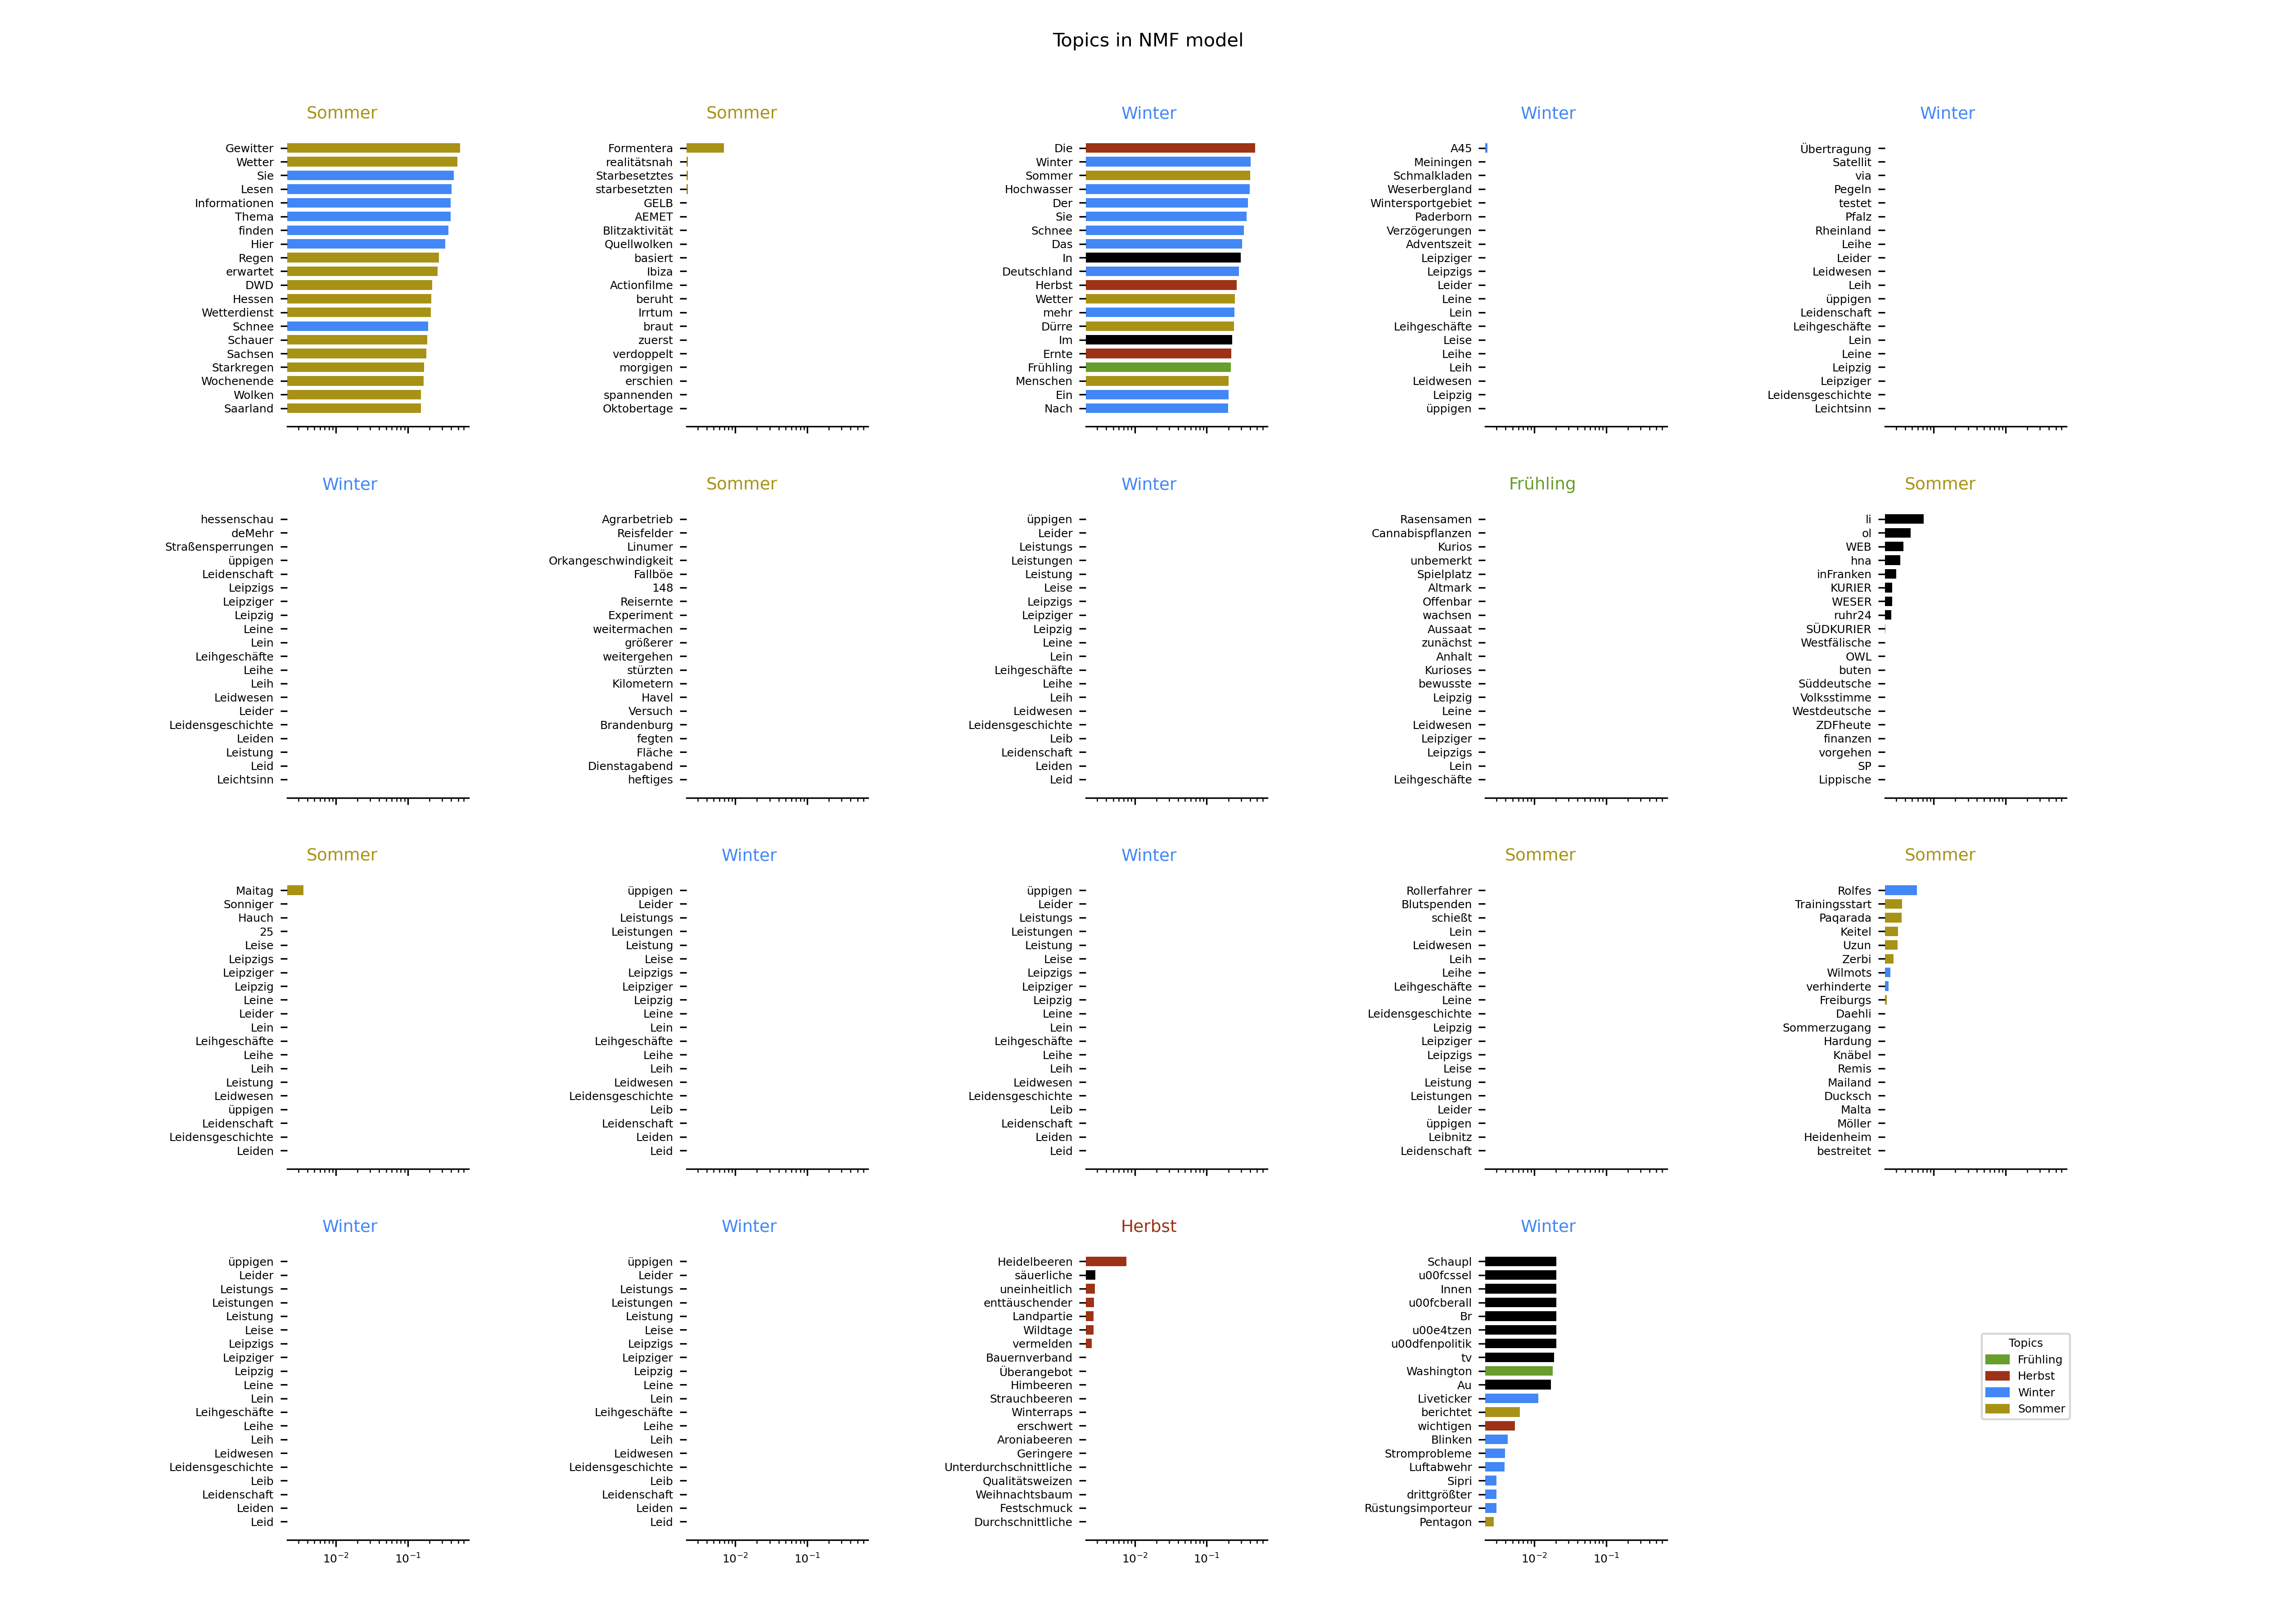 Topics in NMF model
Sommer
Gewitter
Wetter
Sie
Lesen
Informationen
Thema
finden
Hier
Regen
erwartet
DWD
Hessen
Wetterdienst
Schnee
Schauer
Sachsen
Starkregen
Wochenende
Wolken
Saarland
Sommer
Formentera
realitätsnah
Starbesetztes
starbesetzten
GELB
AEMET
Blitzaktivität
Quellwolken
basiert
Ibiza
Actionfilme
beruht
Irrtum
braut
zuerst
verdoppelt
morgigen
erschien
spannenden
Oktobertage
Winter
Die
Winter
Sommer
Hochwasser
Der
Sie
Schnee
Das
In
Deutschland
Herbst
Wetter
mehr
Dürre
Im
Ernte
Frühling
Menschen
Ein
Nach
Winter
A45
Meiningen
Schmalkladen
Weserbergland
Wintersportgebiet
Paderborn
Verzögerungen
Adventszeit
Leipziger
Leipzigs
Leider
Leine
Lein
Leihgeschäfte
Leise
Leihe
Leih
Leidwesen
Leipzig
üppigen
Winter
Übertragung
Satellit
via
Pegeln
testet
Pfalz
Rheinland
Leihe
Leider
Leidwesen
Leih
üppigen
Leidenschaft
Leihgeschäfte
Lein
Leine
Leipzig
Leipziger
Leidensgeschichte
Leichtsinn
Winter
hessenschau
deMehr
Straßensperrungen
üppigen
Leidenschaft
Leipzigs
Leipziger
Leipzig
Leine
Lein
Leihgeschäfte
Leihe
Leih
Leidwesen
Leider
Leidensgeschichte
Leiden
Leistung
Leid
Leichtsinn
Sommer
Agrarbetrieb
Reisfelder
Linumer
Orkangeschwindigkeit
Fallböe
148
Reisernte
Experiment
weitermachen
größerer
weitergehen
stürzten
Kilometern
Havel
Versuch
Brandenburg
fegten
Fläche
Dienstagabend
heftiges
Winter
üppigen
Leider
Leistungs
Leistungen
Leistung
Leise
Leipzigs
Leipziger
Leipzig
Leine
Lein
Leihgeschäfte
Leihe
Leih
Leidwesen
Leidensgeschichte
Leib
Leidenschaft
Leiden
Leid
Frühling
Rasensamen
Cannabispflanzen
Kurios
unbemerkt
Spielplatz
Altmark
Offenbar
wachsen
Aussaat
zunächst
Anhalt
Kurioses
bewusste
Leipzig
Leine
Leidwesen
Leipziger
Leipzigs
Lein
Leihgeschäfte
Sommer
li
ol
WEB
hna
inFranken
KURIER
WESER
ruhr24
SÜDKURIER
Westfälische
OWL
buten
Süddeutsche
Volksstimme
Westdeutsche
ZDFheute
finanzen
vorgehen
SP
Lippische
Sommer
Maitag
Sonniger
Hauch
25
Leise
Leipzigs
Leipziger
Leipzig
Leine
Leider
Lein
Leihgeschäfte
Leihe
Leih
Leistung
Leidwesen
üppigen
Leidenschaft
Leidensgeschichte
Leiden
Winter
üppigen
Leider
Leistungs
Leistungen
Leistung
Leise
Leipzigs
Leipziger
Leipzig
Leine
Lein
Leihgeschäfte
Leihe
Leih
Leidwesen
Leidensgeschichte
Leib
Leidenschaft
Leiden
Leid
Winter
üppigen
Leider
Leistungs
Leistungen
Leistung
Leise
Leipzigs
Leipziger
Leipzig
Leine
Lein
Leihgeschäfte
Leihe
Leih
Leidwesen
Leidensgeschichte
Leib
Leidenschaft
Leiden
Leid
Sommer
Rollerfahrer
Blutspenden
schießt
Lein
Leidwesen
Leih
Leihe
Leihgeschäfte
Leine
Leidensgeschichte
Leipzig
Leipziger
Leipzigs
Leise
Leistung
Leistungen
Leider
üppigen
Leibnitz
Leidenschaft
Sommer
Rolfes
Trainingsstart
Paqarada
Keitel
Uzun
Zerbi
Wilmots
verhinderte
Freiburgs
Daehli
Sommerzugang
Hardung
Knäbel
Remis
Mailand
Ducksch
Malta
Möller
Heidenheim
bestreitet
Winter
üppigen
Leider
Leistungs
Leistungen
Leistung
Leise
Leipzigs
Leipziger
Leipzig
Leine
Lein
Leihgeschäfte
Leihe
Leih
Leidwesen
Leidensgeschichte
Leib
Leidenschaft
Leiden
Leid
10⁻² 10⁻¹
Winter
üppigen
Leider
Leistungs
Leistungen
Leistung
Leise
Leipzigs
Leipziger
Leipzig
Leine
Lein
Leihgeschäfte
Leihe
Leih
Leidwesen
Leidensgeschichte
Leib
Leidenschaft
Leiden
Leid
10⁻² 10⁻¹
Herbst
Heidelbeeren
säuerliche
uneinheitlich
enttäuschender
Landpartie
Wildtage
vermelden
Bauernverband
Überangebot
Himbeeren
Strauchbeeren
Winterraps
erschwert
Aroniabeeren
Geringere
Unterdurchschnittliche
Qualitätsweizen
Weihnachtsbaum
Festschmuck
Durchschnittliche
10⁻² 10⁻¹
Winter
Schaupl
u00fcssel
Innen
u00fcberall
Br
u00e4tzen
u00dfenpolitik
tv
Washington
Au
Liveticker
berichtet
wichtigen
Blinken
Stromprobleme
Luftabwehr
Sipri
drittgrößter
Rüstungsimporteur
Pentagon
10⁻² 10⁻¹
Topics
Frühling
Herbst
Winter
Sommer